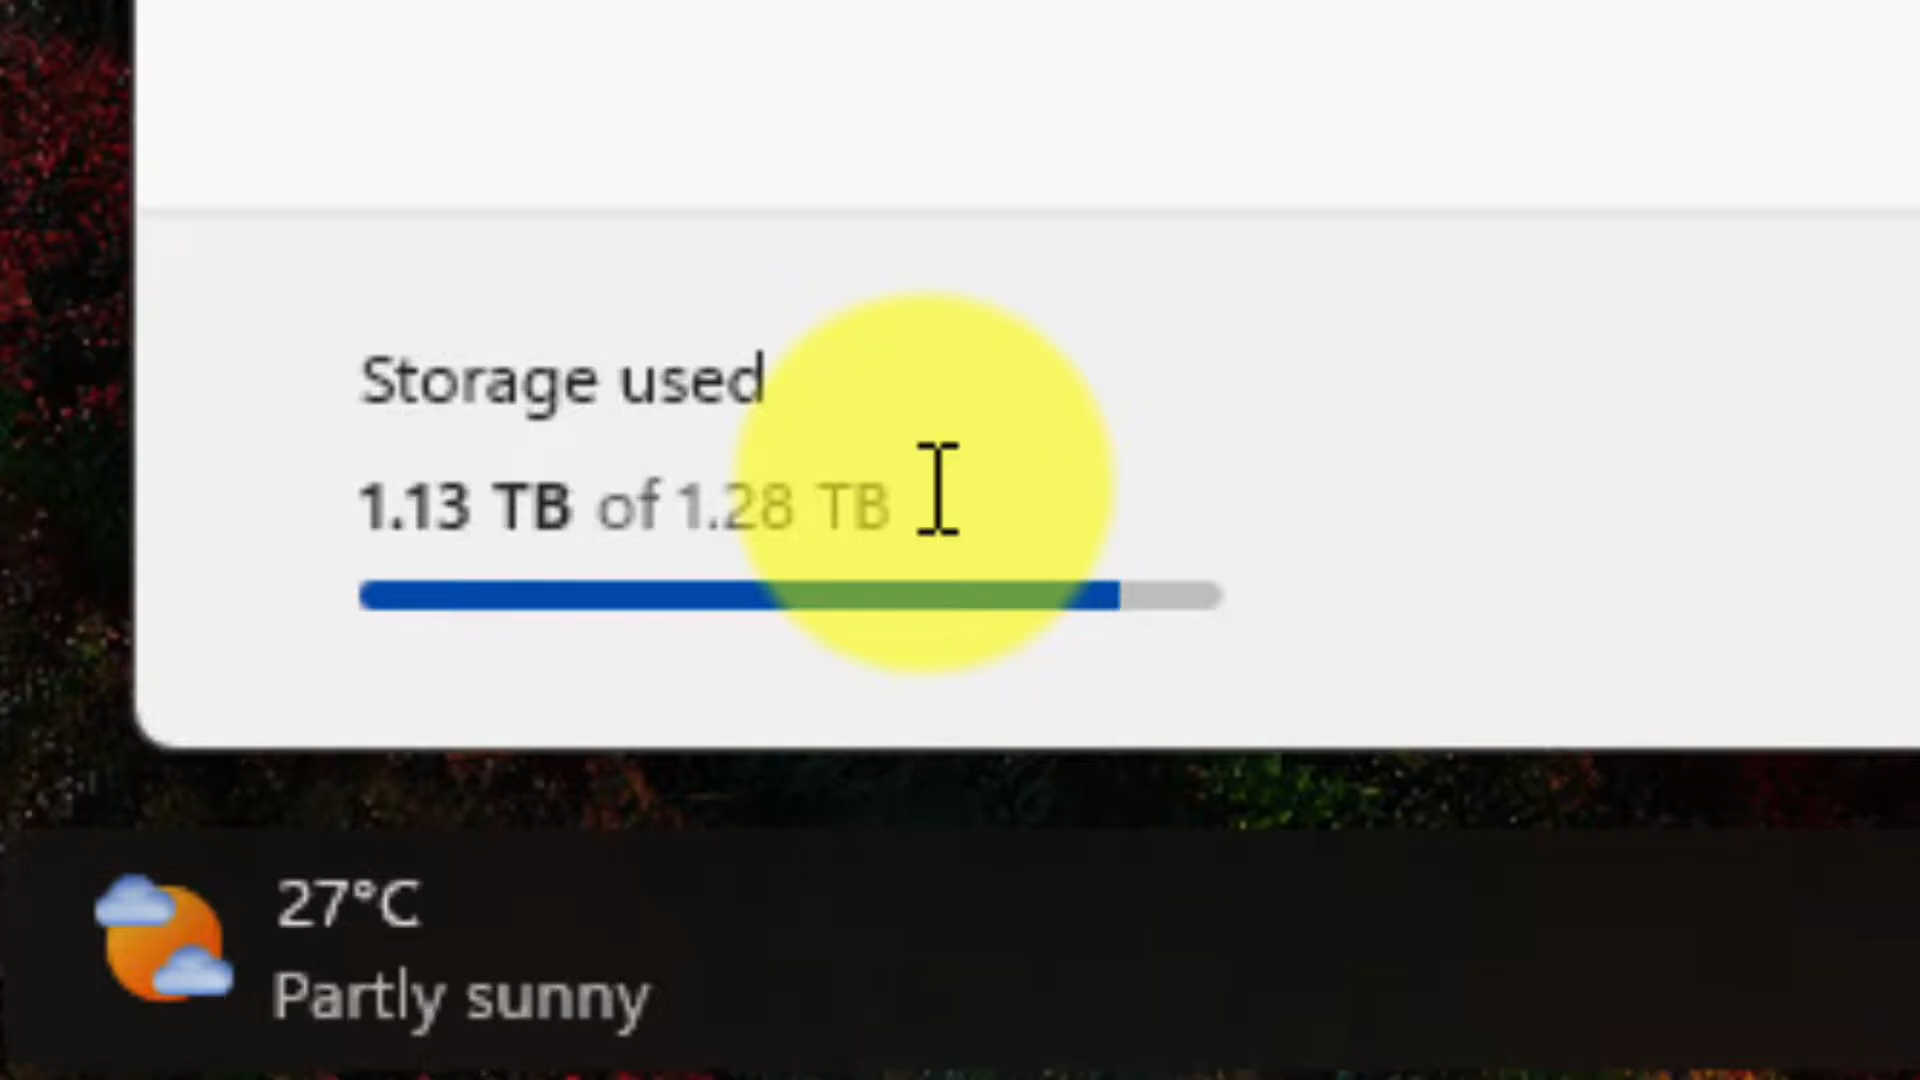 Storage used
1.13 TB of 1.28 TB
27°C
Partly sunny